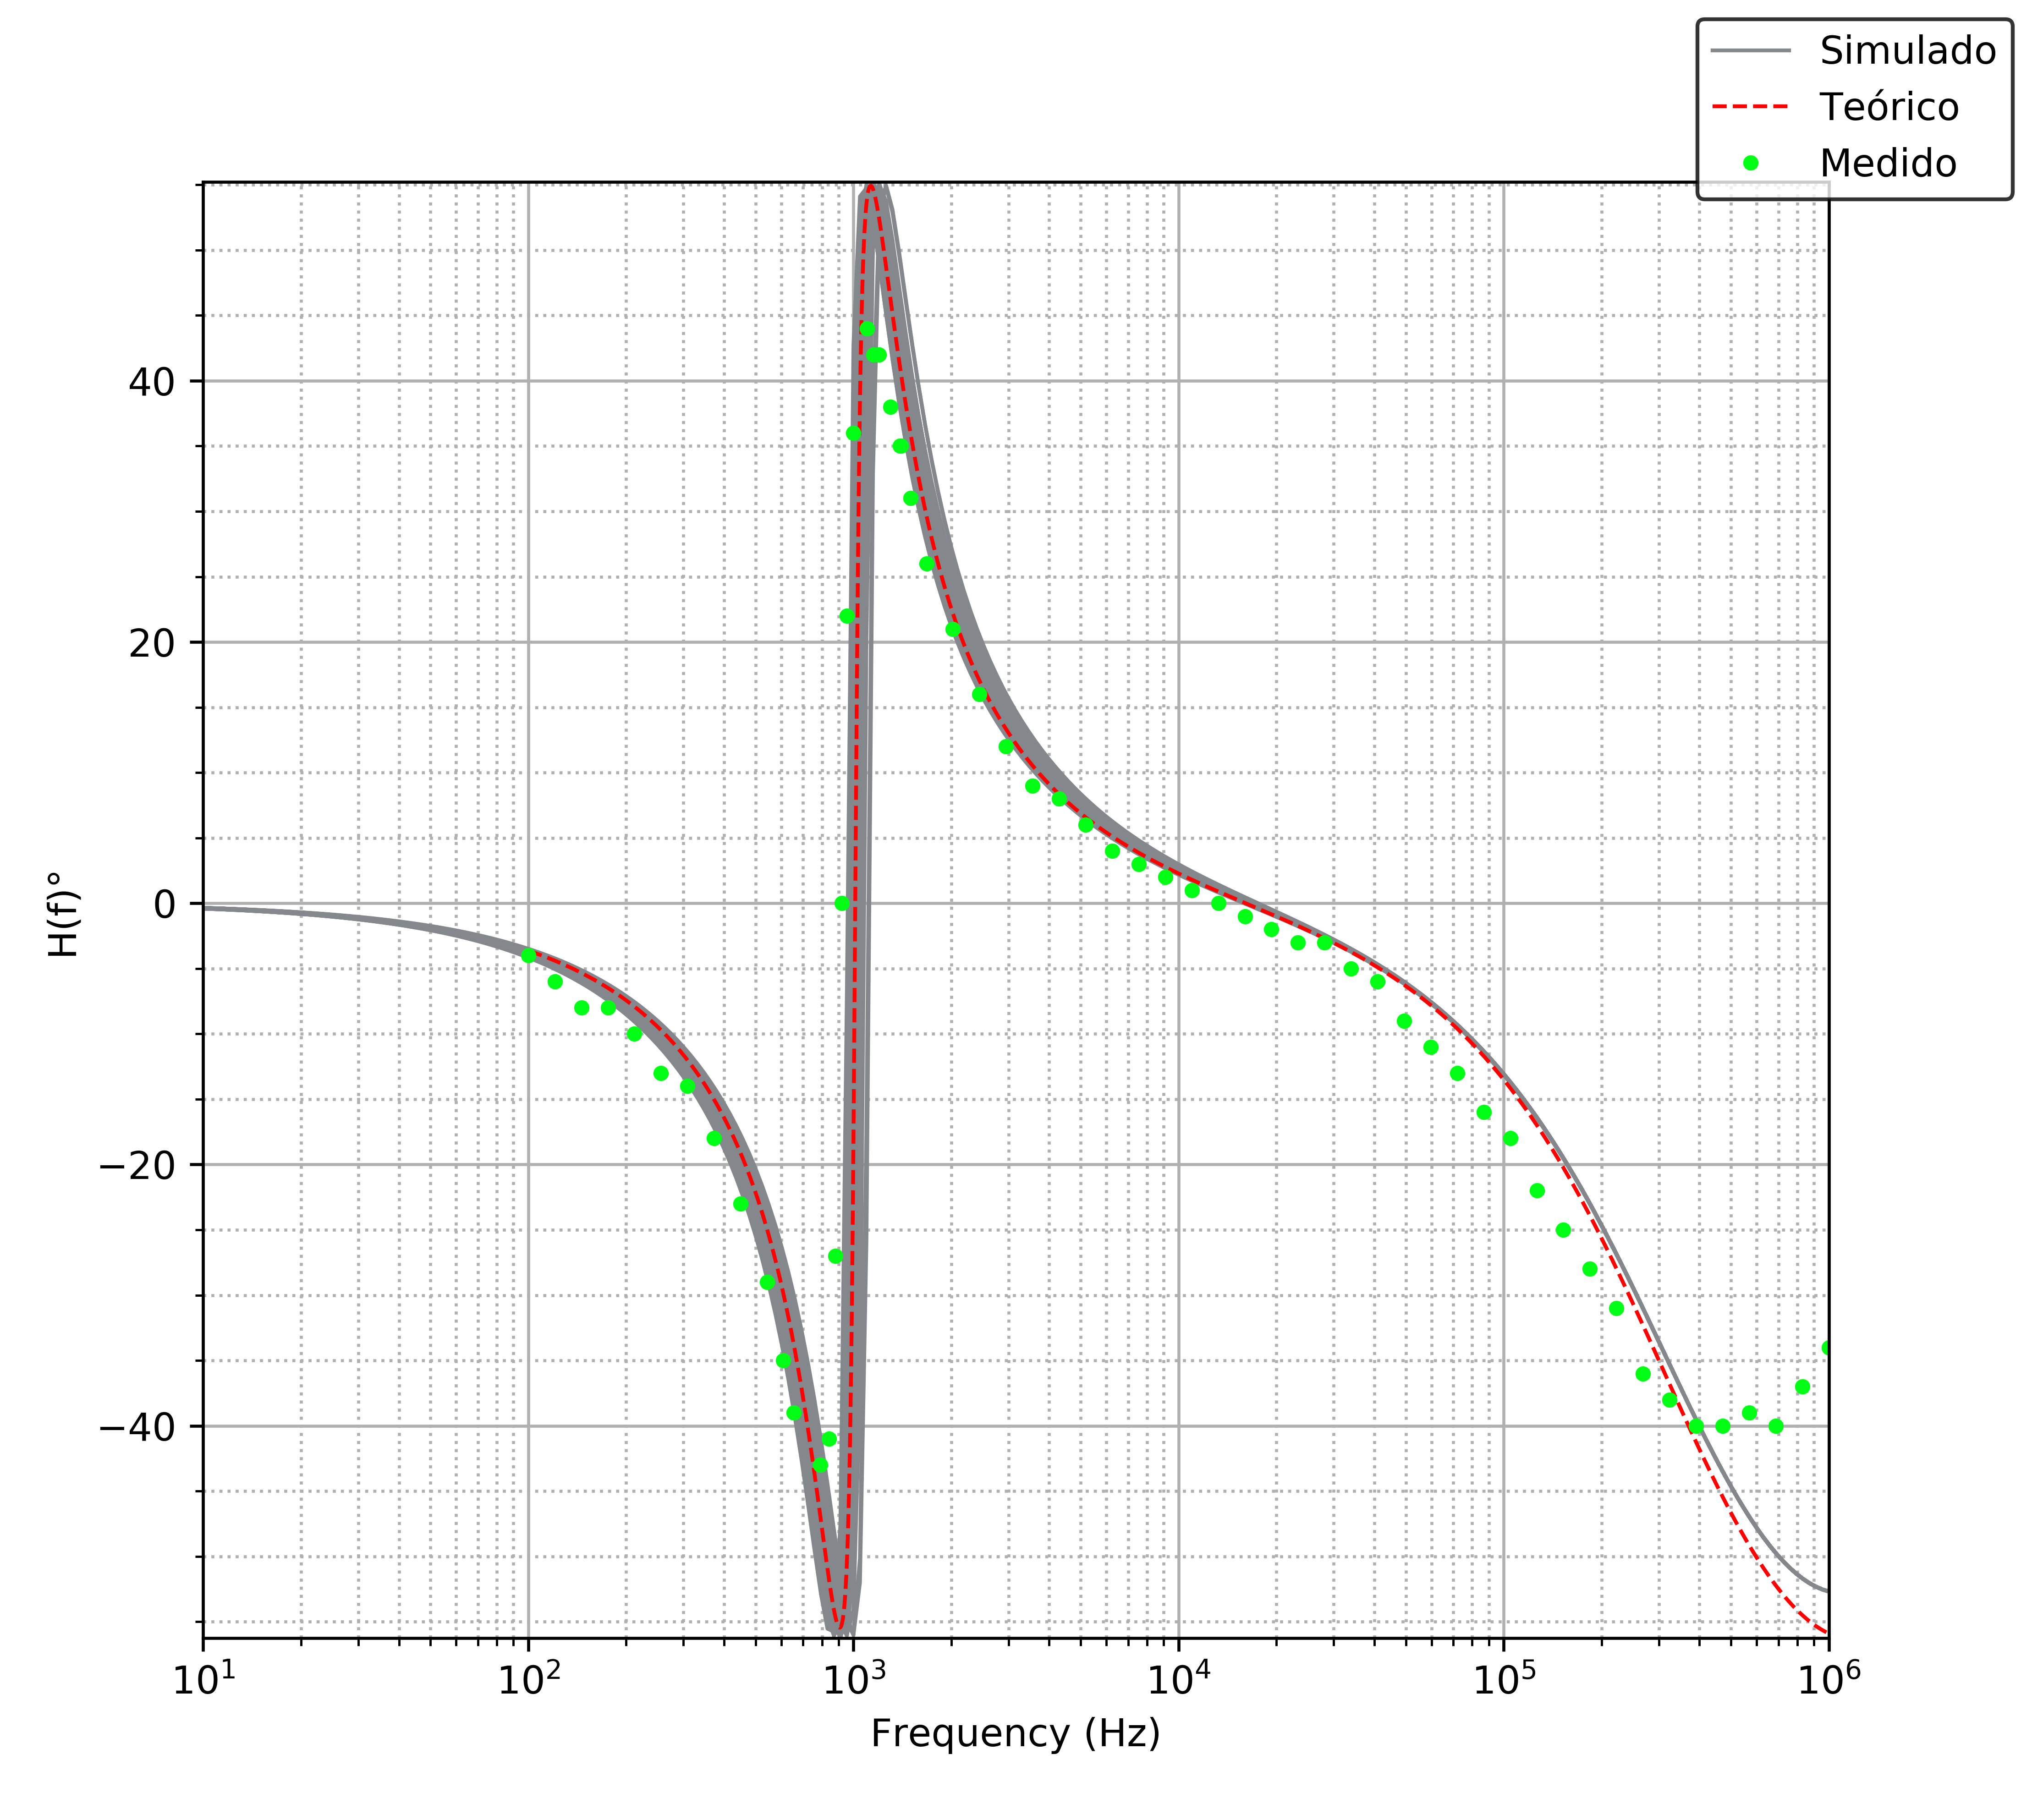 Simulado
Teórico
Medido
40
20
0
−20
−40
H(f)°
10¹ 10² 10³ 10⁴ 10⁵ 10⁶
Frequency (Hz)